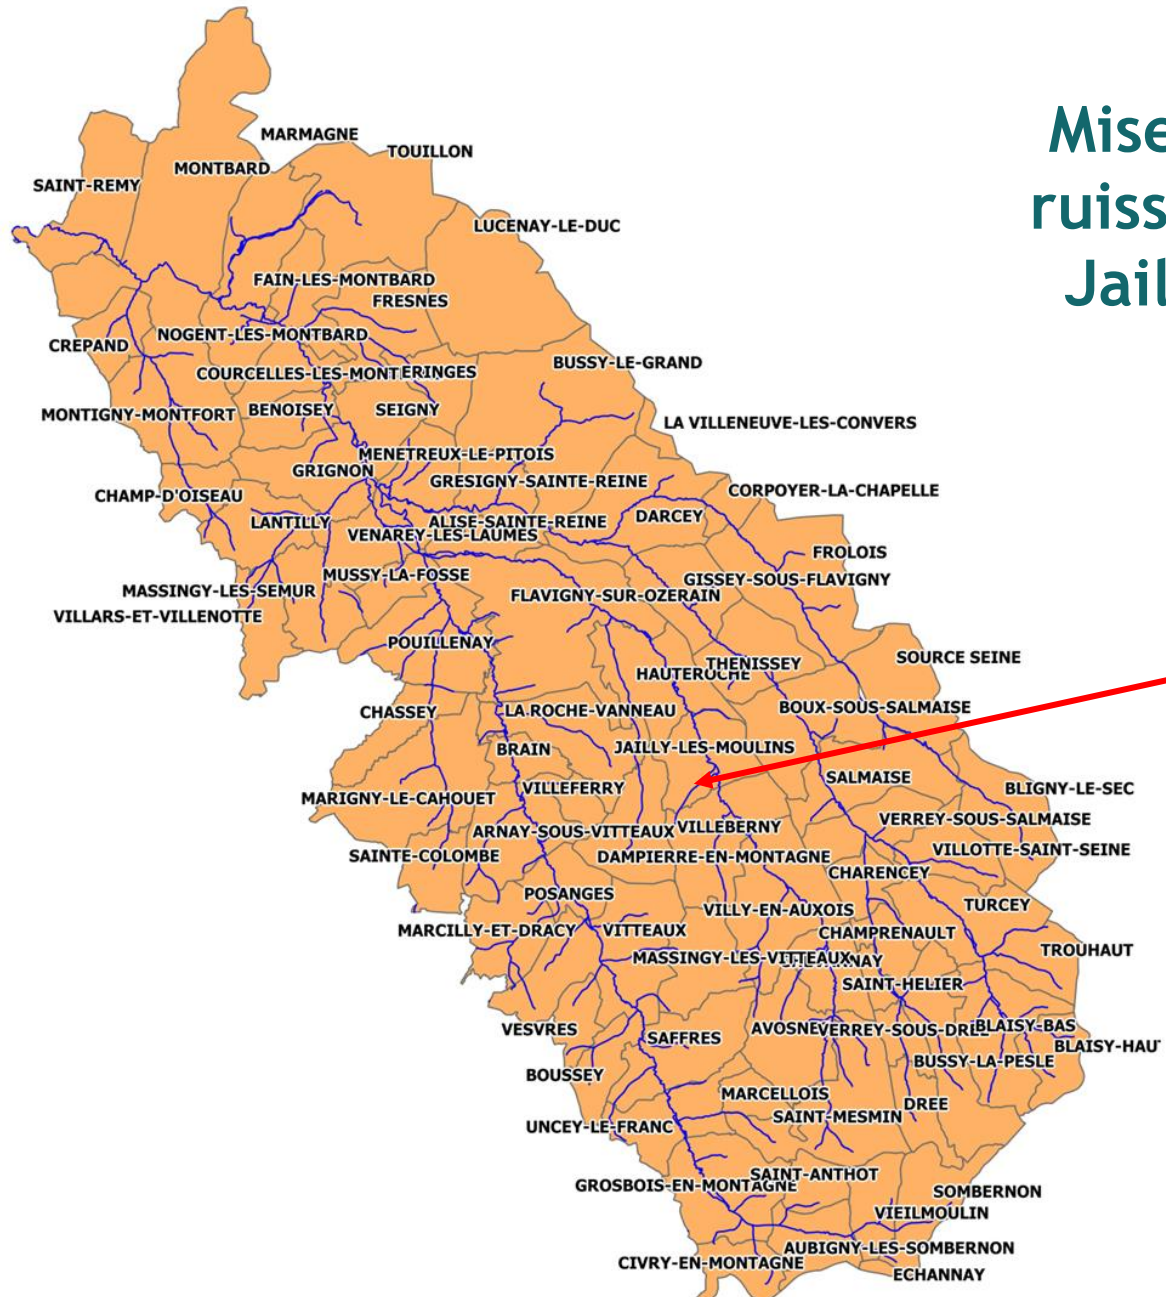 Mise
ruiss
Jail
MARMAGNE
TOUILLON
MONTBARD
SAINT-REMY
LUCENAY-LE-DUC
FAIN-LES-MONTBARD
FRESNES
NOGENT-LES-MONTBARD
CREPAND
BUSSY-LE-GRAND
COURCELLES-LES-MONT
ERINGES
MONTIGNY-MONTFORT
BENOISEY
SEIGNY
LA VILLENEUVE-LES-CONVERS
MENETREUX-LE-PITOIS
GRIGNON
GRESIGNY-SAINTE-REINE
CORPOYER-LA-CHAPELLE
CHAMP-D'OISEAU
LANTILLY
ALISE-SAINTE-REINE
DARCEY
VENAREY-LES-LAUMES
FROLOIS
MUSSY-LA-FOSSE
GISSEY-SOUS-FLAVIGNY
MASSINGY-LES-SEMUR
FLAVIGNY-SUR-OZERAIN
VILLARS-ET-VILLENOTTE
POUILLENAY
SOURCE SEINE
THENISSEY
HAUTEROCHE
CHASSEY
LA ROCHE-VANNEAU
BOUX-SOUS-SALMAISE
BRAIN
JAILLY-LES-MOULINS
SALMAISE
BLIGNY-LE-SEC
VILLEFERRY
MARIGNY-LE-CAHOUET
VERREY-SOUS-SALMAISE
ARNAY-SOUS-VITTEAUX
VILLEBERNY
VILLOTTE-SAINT-SEINE
SAINTE-COLOMBE
DAMPIERRE-EN-MONTAGNE
CHARENCEY
POSANGES
TURCEY
VILLY-EN-AUXOIS
MARCILLY-ET-DRACY
VITTEAUX
CHAMPRENAULT
TROUHAUT
MASSINGY-LES-VITTEAUX
NAY
SAINT-HELIER
VESVRES
SAFFRES
AVOSNE
VERREY-SOUS-DREE
BLAISY-BAS
BLAISY-HAUT
BOUSSEY
BUSSY-LA-PESLE
MARCELLOIS
DREE
UNCEY-LE-FRANC
SAINT-MESMIN
SAINT-ANTHOT
GROSBOIS-EN-MONTAGNE
SOMBERNON
VIEILMOULIN
AUBIGNY-LES-SOMBERNON
CIVRY-EN-MONTAGNE
ECHANNAY